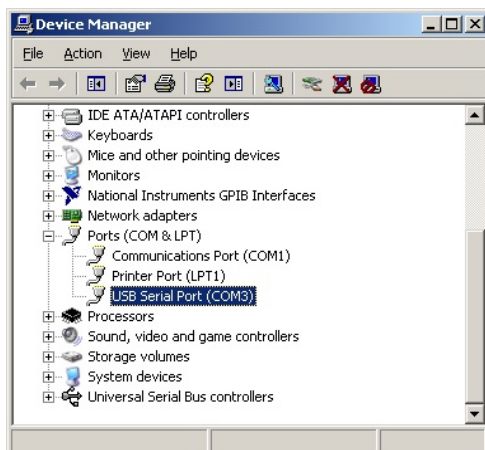 Device Manager
File Action View Help
IDE ATA/ATAPI controllers
Keyboards
Mice and other pointing devices
Monitors
National Instruments GPIB Interfaces
Network adapters
Ports (COM & LPT)
Communications Port (COM1)
Printer Port (LPT1)
USB Serial Port (COM3)
Processors
Sound, video and game controllers
Storage volumes
System devices
Universal Serial Bus controllers